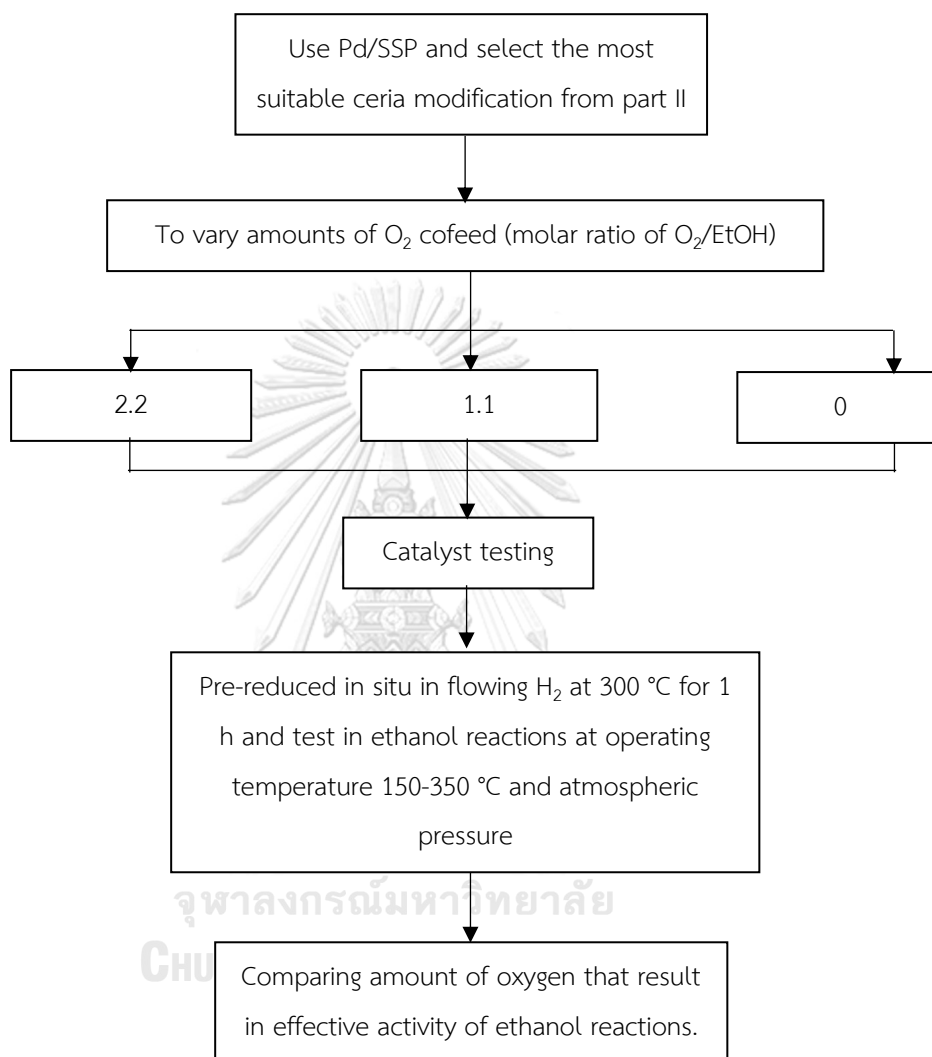 Use Pd/SSP and select the most
suitable ceria modification from part II
To vary amounts of O₂ cofeed (molar ratio of O₂/EtOH)
2.2
1.1
0
Catalyst testing
Pre-reduced in situ in flowing H₂ at 300 °C for 1
h and test in ethanol reactions at operating
temperature 150-350 °C and atmospheric
pressure
จุฬาลงกรณ์มหาวิทยาลัย
Comparing amount of oxygen that result
in effective activity of ethanol reactions.